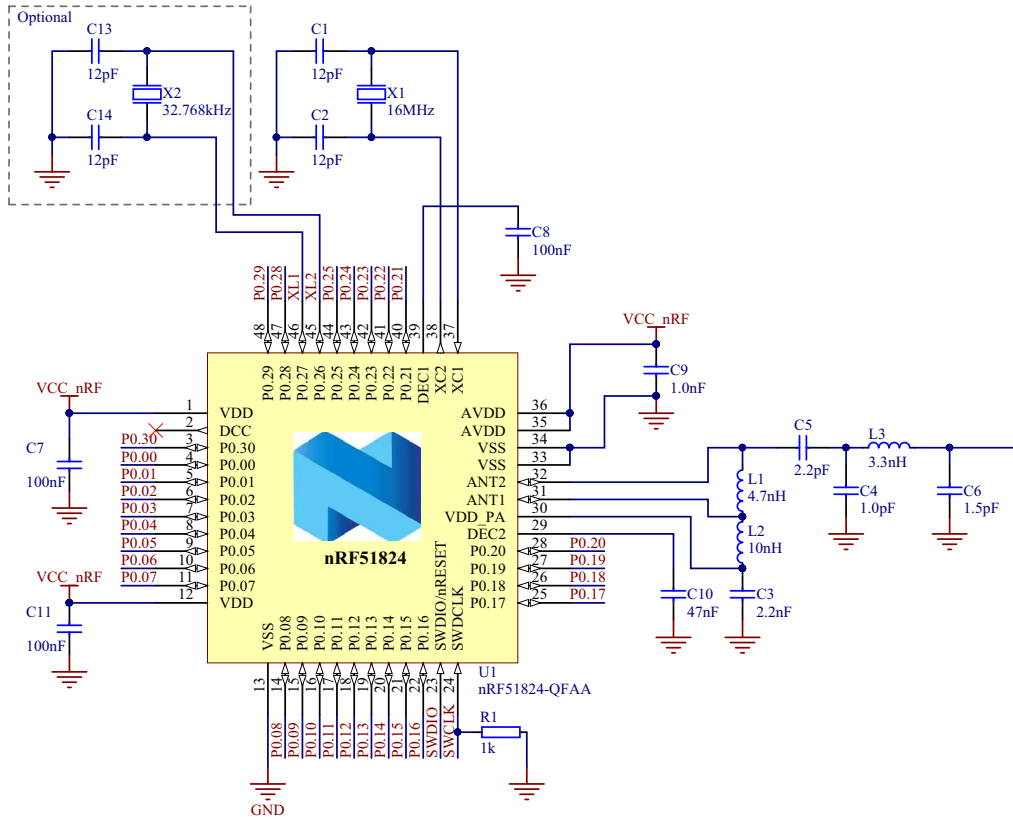 Optional
C13
12pF
X2
32.768kHz
C14
12pF
C1
12pF
X1
16MHz
C2
12pF
C8
100nF
P0.29
P0.28
XL1
XL2
P0.25
P0.24
P0.23
P0.22
P0.21
48
47
46
45
44
43
42
41
40
39
38
37
P0.29
P0.28
P0.27
P0.26
P0.25
P0.24
P0.23
P0.22
P0.21
DEC1
XC2
XC1
VCC_nRF
C7
100nF
VCC_nRF
C11
100nF
1 VDD
2 DCC
P0.30 3 P0.30
P0.00 4 P0.00
P0.01 5 P0.01
P0.02 6 P0.02
P0.03 7 P0.03
P0.04 8 P0.04
P0.05 9 P0.05
P0.06 10 P0.06
P0.07 11 P0.07
12 VDD
nRF51824
AVDD 36
AVDD 35
VSS 34
VSS 33
ANT2 32
ANT1 31
VDD_PA 30
DEC2 29
P0.20 28 P0.20
P0.19 27 P0.19
P0.18 26 P0.18
P0.17 25 P0.17
VCC_nRF
C9
1.0nF
C5
2.2pF
L3
3.3nH
L1
4.7nH
L2
10nH
C4
1.0pF
C6
1.5pF
C10
47nF
C3
2.2nF
VSS
P0.08
P0.09
P0.10
P0.11
P0.12
P0.13
P0.14
P0.15
P0.16
SWDIO/nRESET
SWDCLK
U1
nRF51824-QFAA
13
14
15
16
17
18
19
20
21
22
23
24
P0.08
P0.09
P0.10
P0.11
P0.12
P0.13
P0.14
P0.15
P0.16
SWDIO
SWCLK
R1
1k
GND